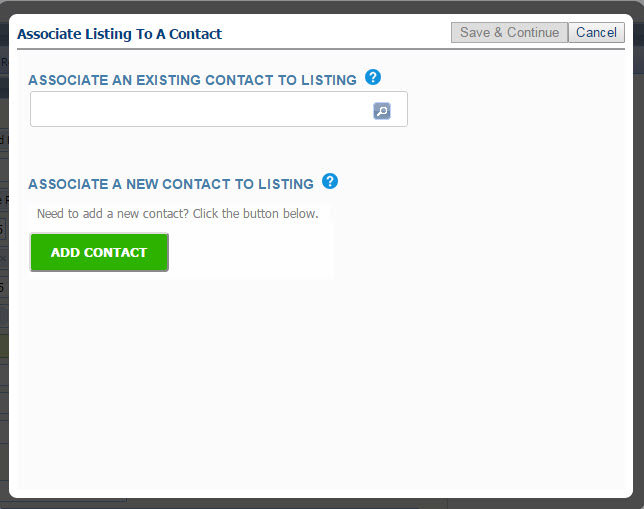 Associate Listing To A Contact
Save & Continue
Cancel
ASSOCIATE AN EXISTING CONTACT TO LISTING ?
ASSOCIATE A NEW CONTACT TO LISTING ?
Need to add a new contact? Click the button below.
ADD CONTACT